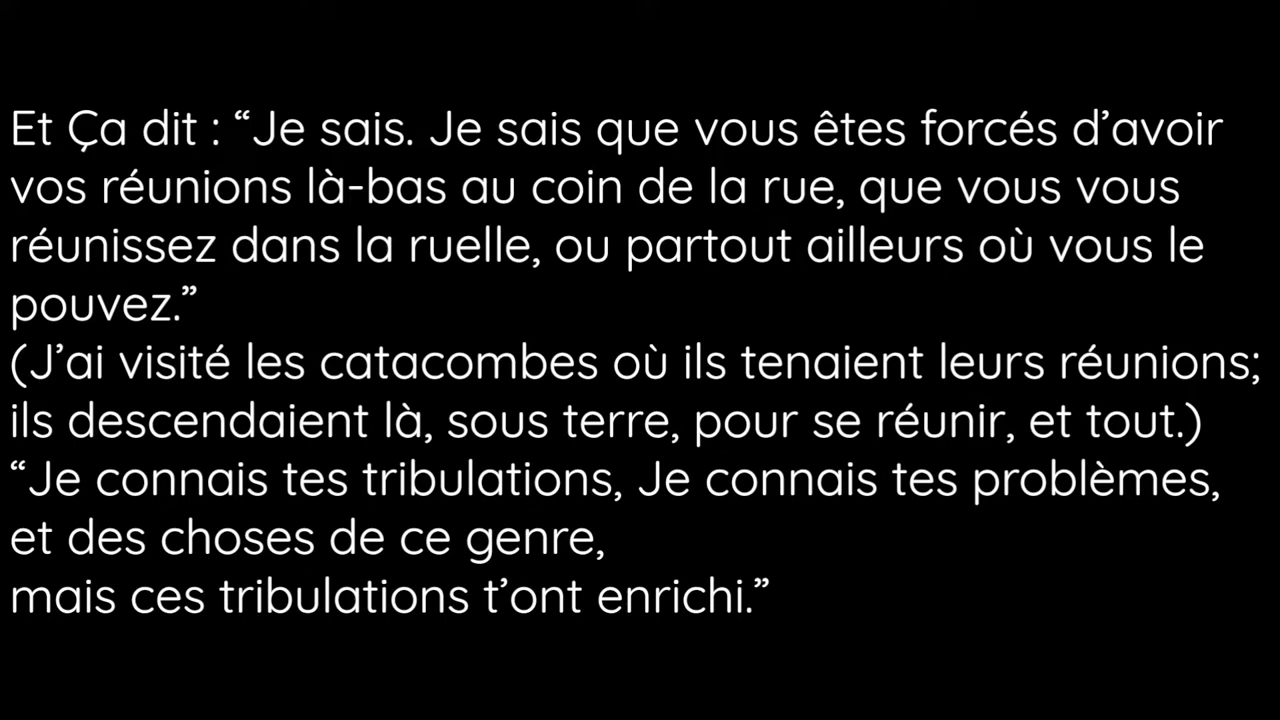 Et Ça dit : “Je sais. Je sais que vous êtes forcés d’avoir
vos réunions là-bas au coin de la rue, que vous vous
réunissez dans la ruelle, ou partout ailleurs où vous le
pouvez.”
(J’ai visité les catacombes où ils tenaient leurs réunions;
ils descendaient là, sous terre, pour se réunir, et tout.)
“Je connais tes tribulations, Je connais tes problèmes,
et des choses de ce genre,
mais ces tribulations t’ont enrichi.”